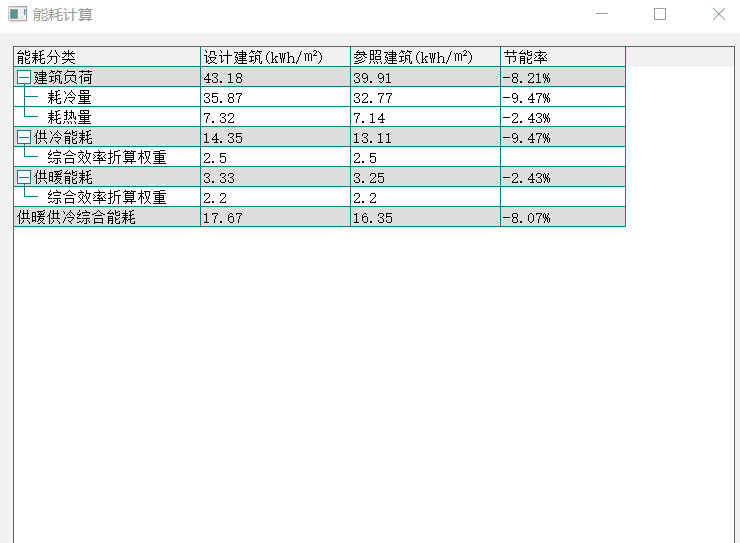 能耗计算
能耗分类 设计建筑(kWh/m²) 参照建筑(kWh/m²) 节能率
建筑负荷 43.18 39.91 -8.21%
耗冷量 35.87 32.77 -9.47%
耗热量 7.32 7.14 -2.43%
供冷能耗 14.35 13.11 -9.47%
综合效率折算权重 2.5 2.5
供暖能耗 3.33 3.25 -2.43%
综合效率折算权重 2.2 2.2
供暖供冷综合能耗 17.67 16.35 -8.07%